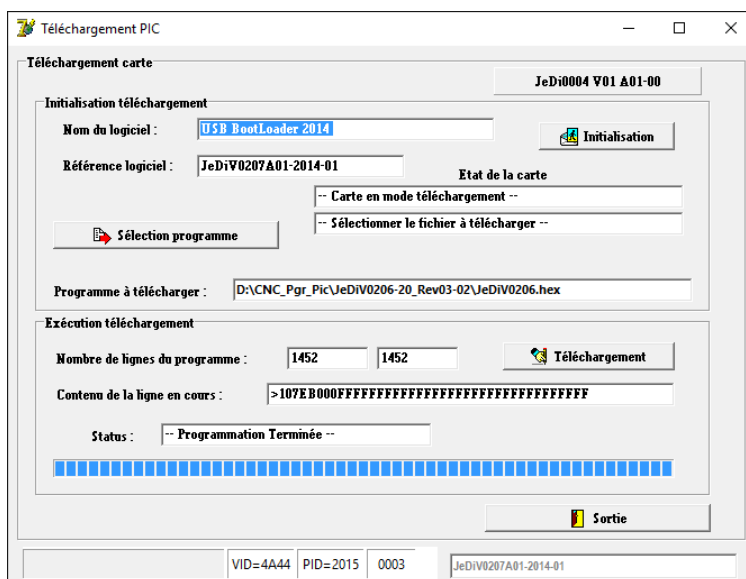 Téléchargement PIC
Téléchargement carte
JeDi0004 V01 A01-00
Initialisation téléchargement
Nom du logiciel :
USB BootLoader 2014
Initialisation
Référence logiciel :
JeDiV0207A01-2014-01
Etat de la carte
-- Carte en mode téléchargement --
-- Sélectionner le fichier à télécharger --
Sélection programme
Programme à télécharger :
D:\CNC_Pgr_Pic\JeDiV0206-20_Rev03-02\JeDiV0206.hex
Exécution téléchargement
Nombre de lignes du programme :
1452
1452
Téléchargement
Contenu de la ligne en cours :
>107EB000FFFFFFFFFFFFFFFFFFFFFFFFFFFFFFFF
Status :
-- Programmation Terminée --
Sortie
VID=4A44
PID=2015
0003
JeDiV0207A01-2014-01